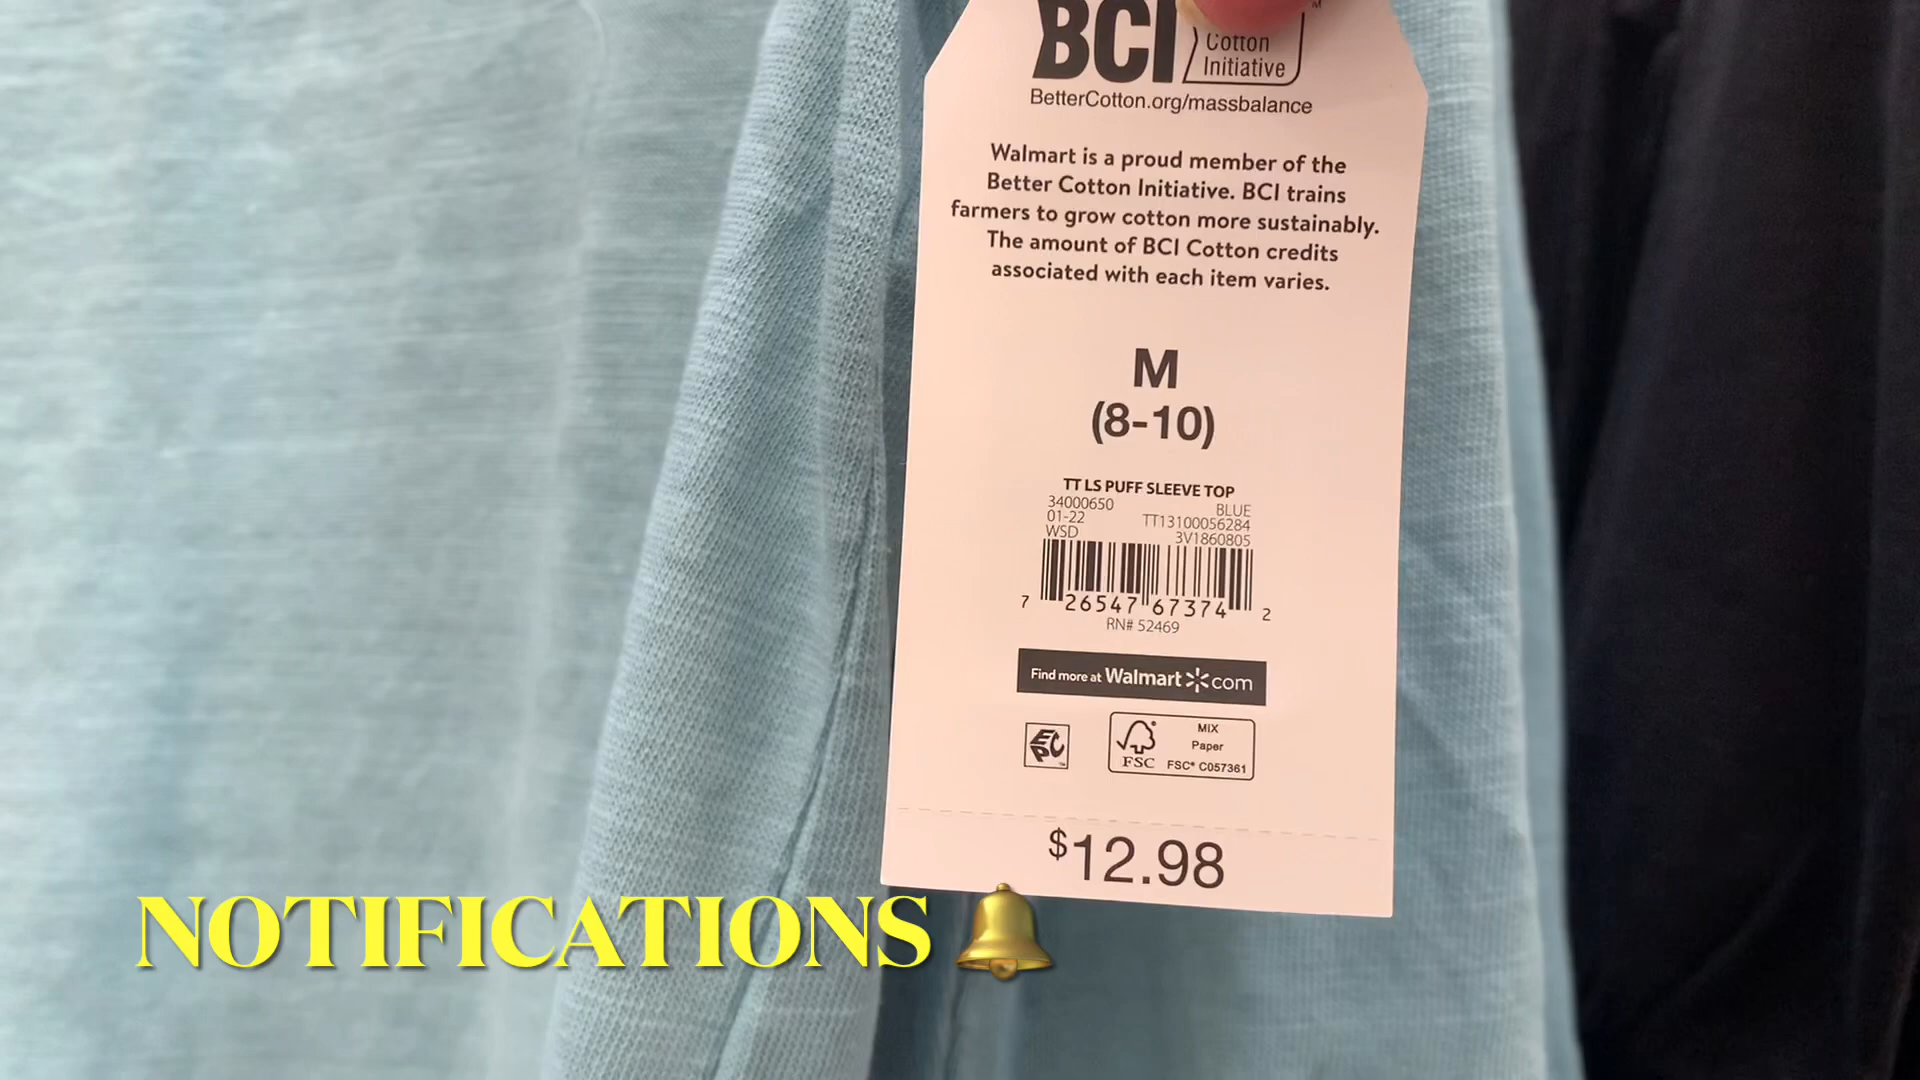 BCI
Cotton
Initiative
BetterCotton.org/massbalance
Walmart is a proud member of the
Better Cotton Initiative. BCI trains
farmers to grow cotton more sustainably.
The amount of BCI Cotton credits
associated with each item varies.
M
(8-10)
TT LS PUFF SLEEVE TOP
34000650 BLUE
01-22 TT13100056284
WSD 3V1860805
7 26547 67374 2
RN# 52469
Find more at Walmart com
EPC
MIX
Paper
FSC FSC® C057361
$12.98
NOTIFICATIONS